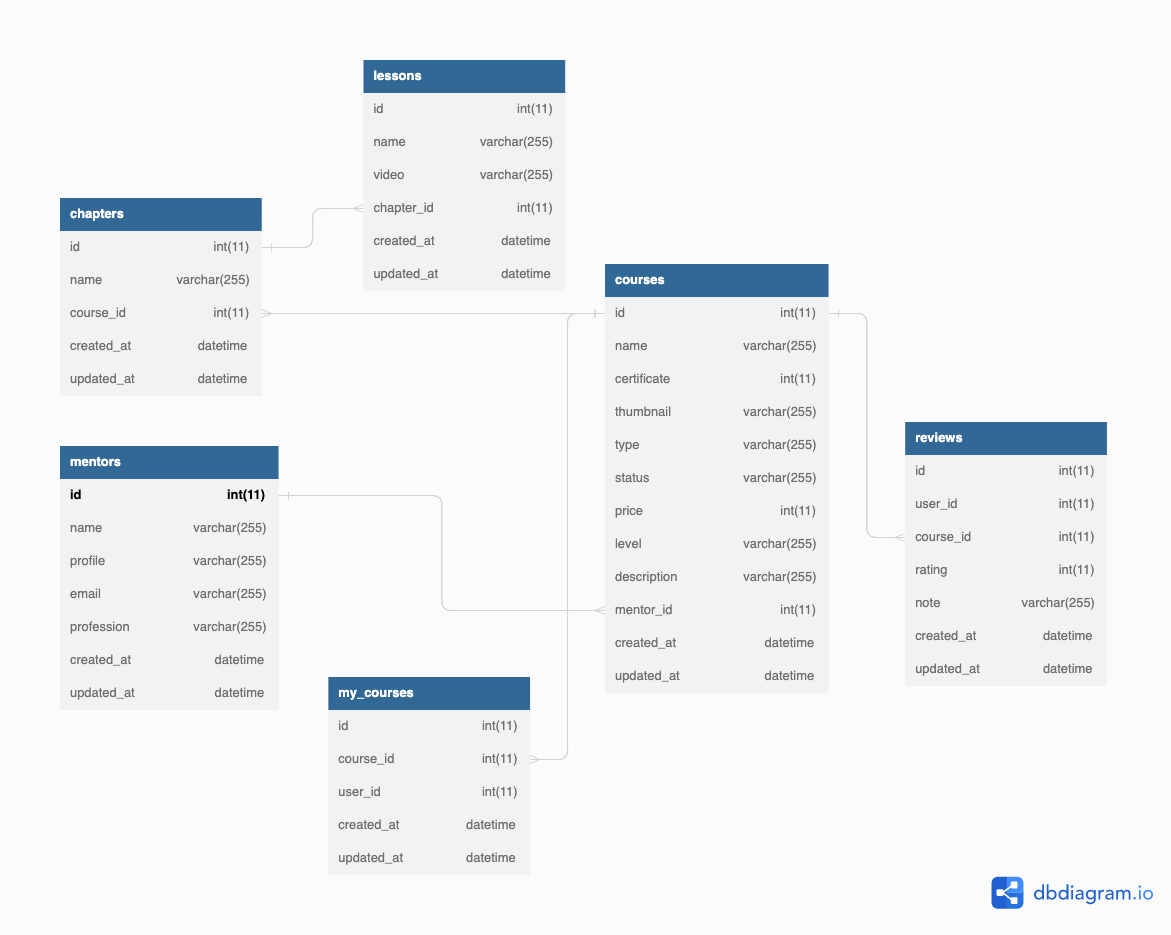 lessons
id int(11)
name varchar(255)
video varchar(255)
chapter_id int(11)
created_at datetime
updated_at datetime
chapters
id int(11)
name varchar(255)
course_id int(11)
created_at datetime
updated_at datetime
courses
id int(11)
name varchar(255)
certificate int(11)
thumbnail varchar(255)
type varchar(255)
status varchar(255)
price int(11)
level varchar(255)
description varchar(255)
mentor_id int(11)
created_at datetime
updated_at datetime
reviews
id int(11)
user_id int(11)
course_id int(11)
rating int(11)
note varchar(255)
created_at datetime
updated_at datetime
mentors
id int(11)
name varchar(255)
profile varchar(255)
email varchar(255)
profession varchar(255)
created_at datetime
updated_at datetime
my_courses
id int(11)
course_id int(11)
user_id int(11)
created_at datetime
updated_at datetime
dbdiagram.io